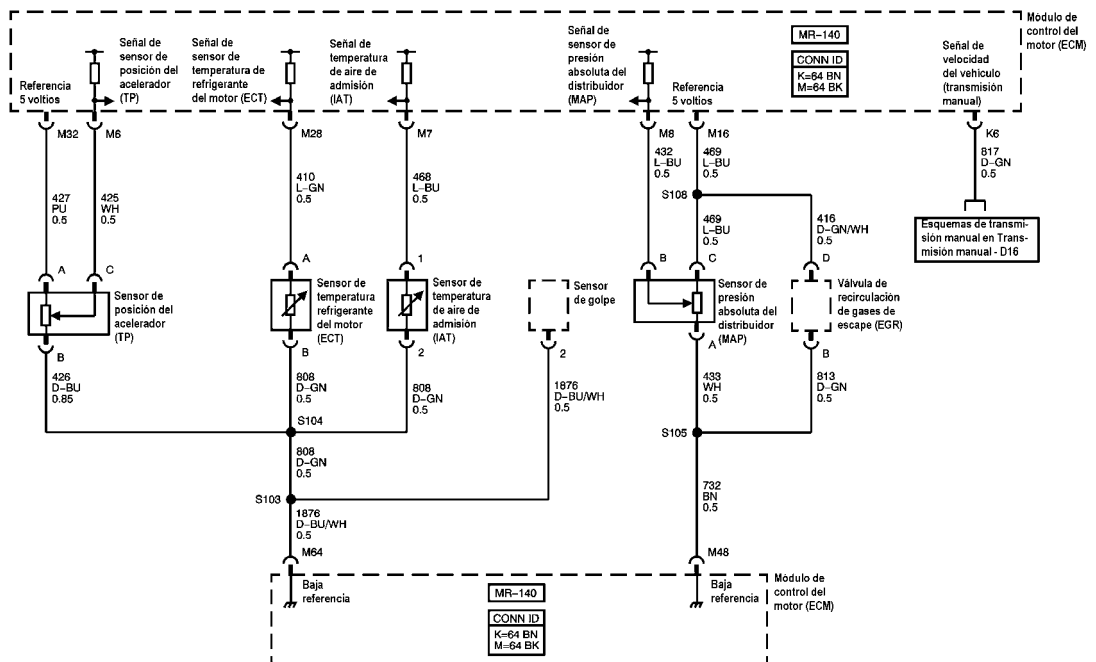 Módulo de
control del
motor (ECM)
MR–140
CONN ID
K=64 BN
M=64 BK
Referencia
5 voltios
Señal de
sensor de
posición del
acelerador
(TP)
Señal de
sensor de
temperatura de
refrigerante
del motor (ECT)
Señal de
temperatura
de aire de
admisión
(IAT)
Señal de
sensor de
presión
absoluta del
distribuidor
(MAP)
Referencia
5 voltios
Señal de
velocidad
del vehículo
(transmisión
manual)
M32
M6
M28
M7
M8
M16
K6
427
PU
0.5
425
WH
0.5
410
L–GN
0.5
468
L–BU
0.5
432
L–BU
0.5
469
L–BU
0.5
817
D–GN
0.5
S108
469
L–BU
0.5
416
D–GN/WH
0.5
Esquemas de transmi-
sión manual en Trans-
misión manual - D16
A
C
A
1
B
C
D
Sensor de
posición del
acelerador
(TP)
Sensor de
temperatura
refrigerante
del motor
(ECT)
Sensor de
temperatura
de aire de
admisión
(IAT)
Sensor
de golpe
Sensor de
presión
absoluta del
distribuidor
(MAP)
Válvula de
recirculación
de gases de
escape (EGR)
B
B
2
2
A
B
426
D–BU
0.85
808
D–GN
0.5
808
D–GN
0.5
1876
D–BU/WH
0.5
433
WH
0.5
813
D–GN
0.5
S104
S105
808
D–GN
0.5
S103
1876
D–BU/WH
0.5
732
BN
0.5
M64
M48
Baja
referencia
MR–140
CONN ID
K=64 BN
M=64 BK
Baja
referencia
Módulo de
control del
motor (ECM)